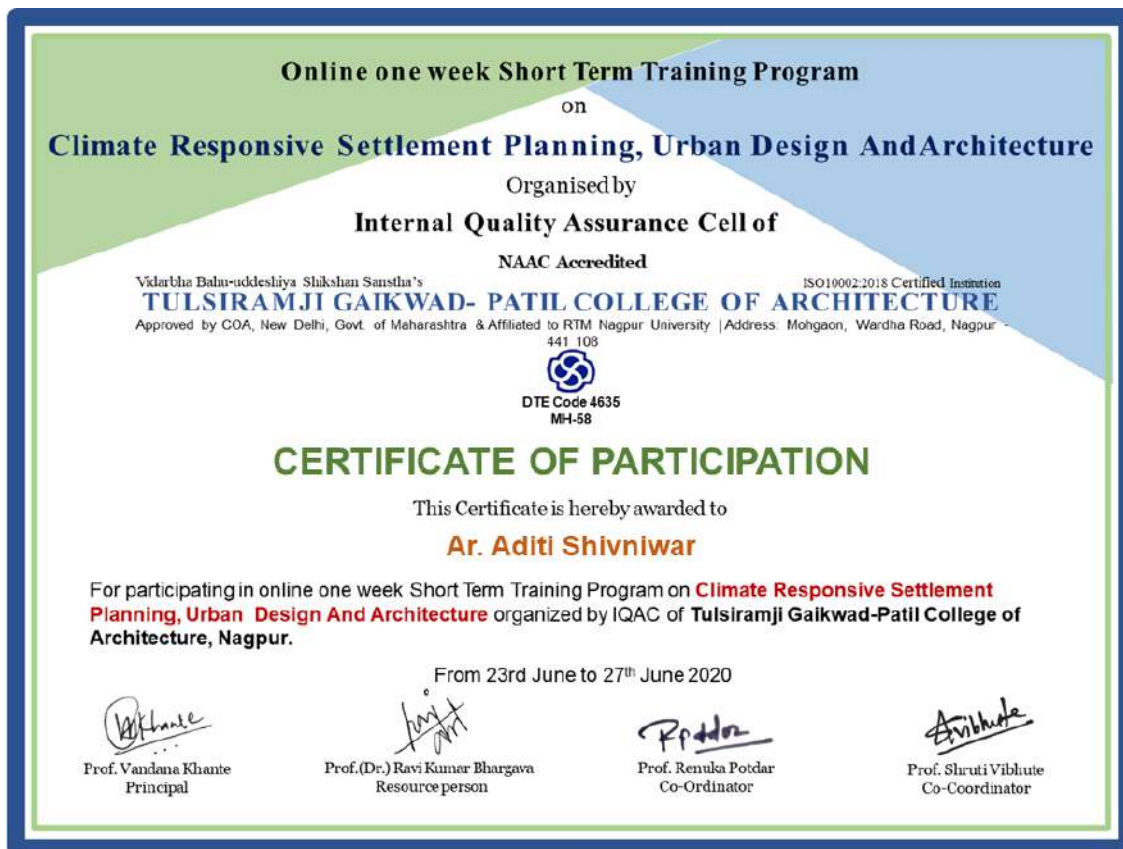 Online one week Short Term Training Program
on
Climate Responsive Settlement Planning, Urban Design And Architecture
Organised by
Internal Quality Assurance Cell of
NAAC Accredited
Vidarbha Bahu-uddeshiya Shikshan Sanstha's
ISO10002:2018 Certified Institution
TULSIRAMJI GAIKWAD- PATIL COLLEGE OF ARCHITECTURE
Approved by COA, New Delhi, Govt. of Maharashtra & Affiliated to RTM Nagpur University | Address: Mohgaon, Wardha Road, Nagpur -
441 108
DTE Code 4635
MH-58
CERTIFICATE OF PARTICIPATION
This Certificate is hereby awarded to
Ar. Aditi Shivniwar
For participating in online one week Short Term Training Program on Climate Responsive Settlement
Planning, Urban Design And Architecture organized by IQAC of Tulsiramji Gaikwad-Patil College of
Architecture, Nagpur.
From 23rd June to 27th June 2020
Prof. Vandana Khante
Principal
Prof.(Dr.) Ravi Kumar Bhargava
Resource person
Prof. Renuka Potdar
Co-Ordinator
Prof. Shruti Vibhute
Co-Coordinator